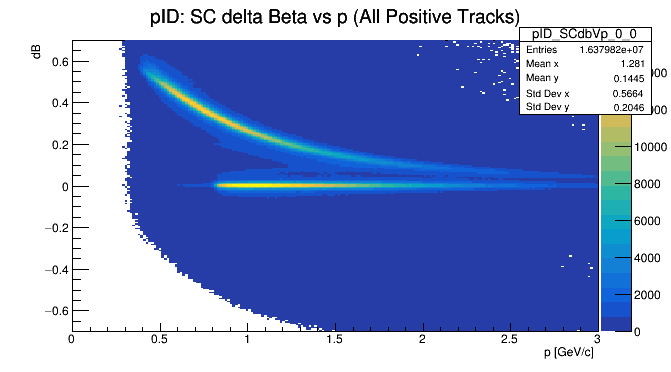 pID: SC delta Beta vs p (All Positive Tracks)
pID_SCdbVp_0_0
Entries 1.637982e+07
Mean x 1.281
Mean y 0.1445
Std Dev x 0.5664
Std Dev y 0.2046
dB
0.6
0.4
0.2
0
−0.2
−0.4
−0.6
0 0.5 1 1.5 2 2.5 3
p [GeV/c]
10000
8000
6000
4000
2000
0